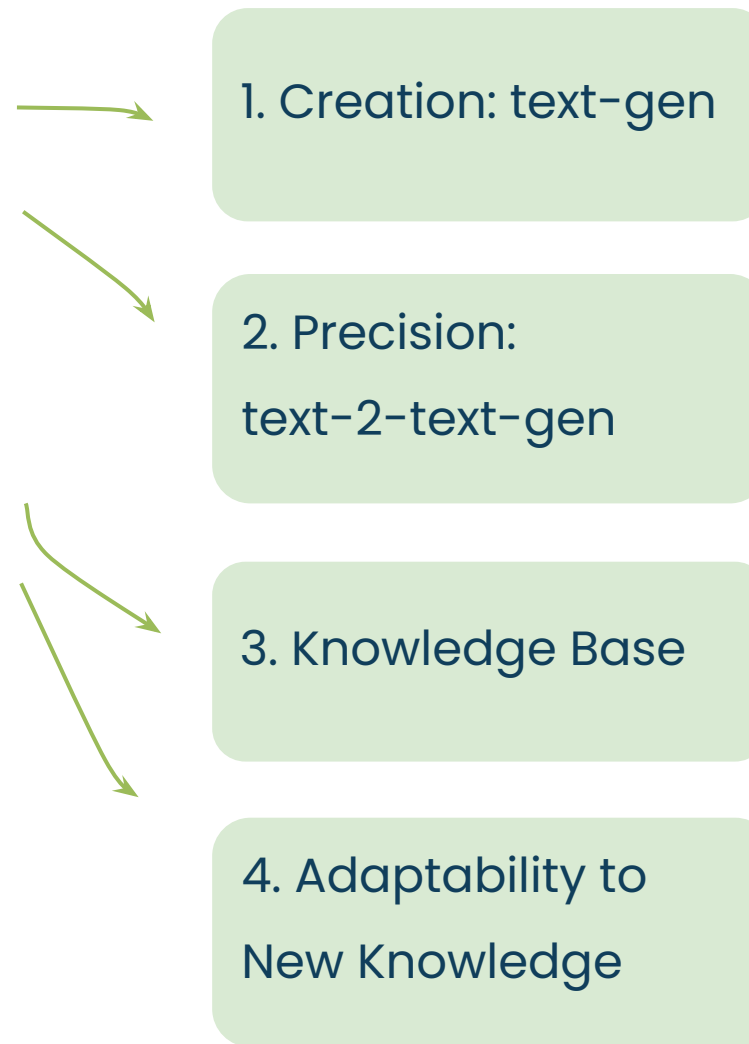 1. Creation: text-gen
2. Precision:
text-2-text-gen
3. Knowledge Base
4. Adaptability to
New Knowledge